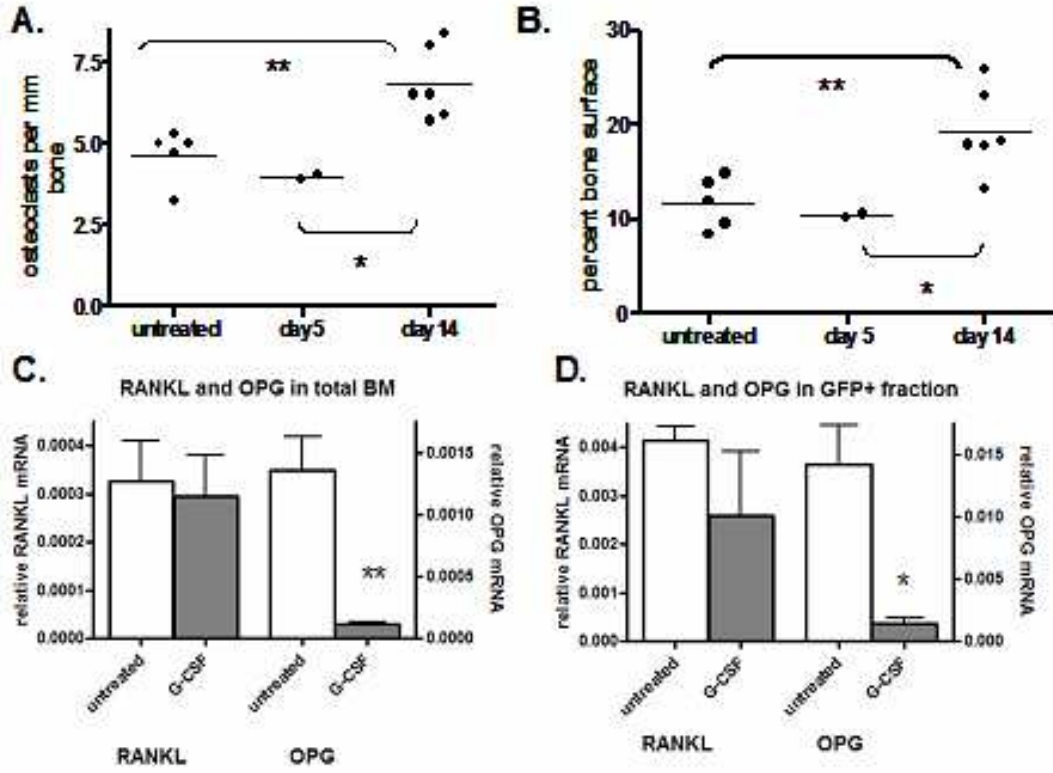 A.
osteoclasts per mm
bone
7.5
5.0
2.5
0.0
**
*
untreated day 5 day 14
B.
percent bone surface
30
20
10
0
**
*
untreated day 5 day 14
C.
RANKL and OPG in total BM
relative RANKL mRNA
0.0004
0.0003
0.0002
0.0001
0.0000
0.0015
0.0010
0.0005
0.0000
relative OPG mRNA
**
untreated G-CSF untreated G-CSF
RANKL OPG
D.
RANKL and OPG in GFP+ fraction
relative RANKL mRNA
0.004
0.003
0.002
0.001
0.000
0.015
0.010
0.005
0.000
relative OPG mRNA
*
untreated G-CSF untreated G-CSF
RANKL OPG